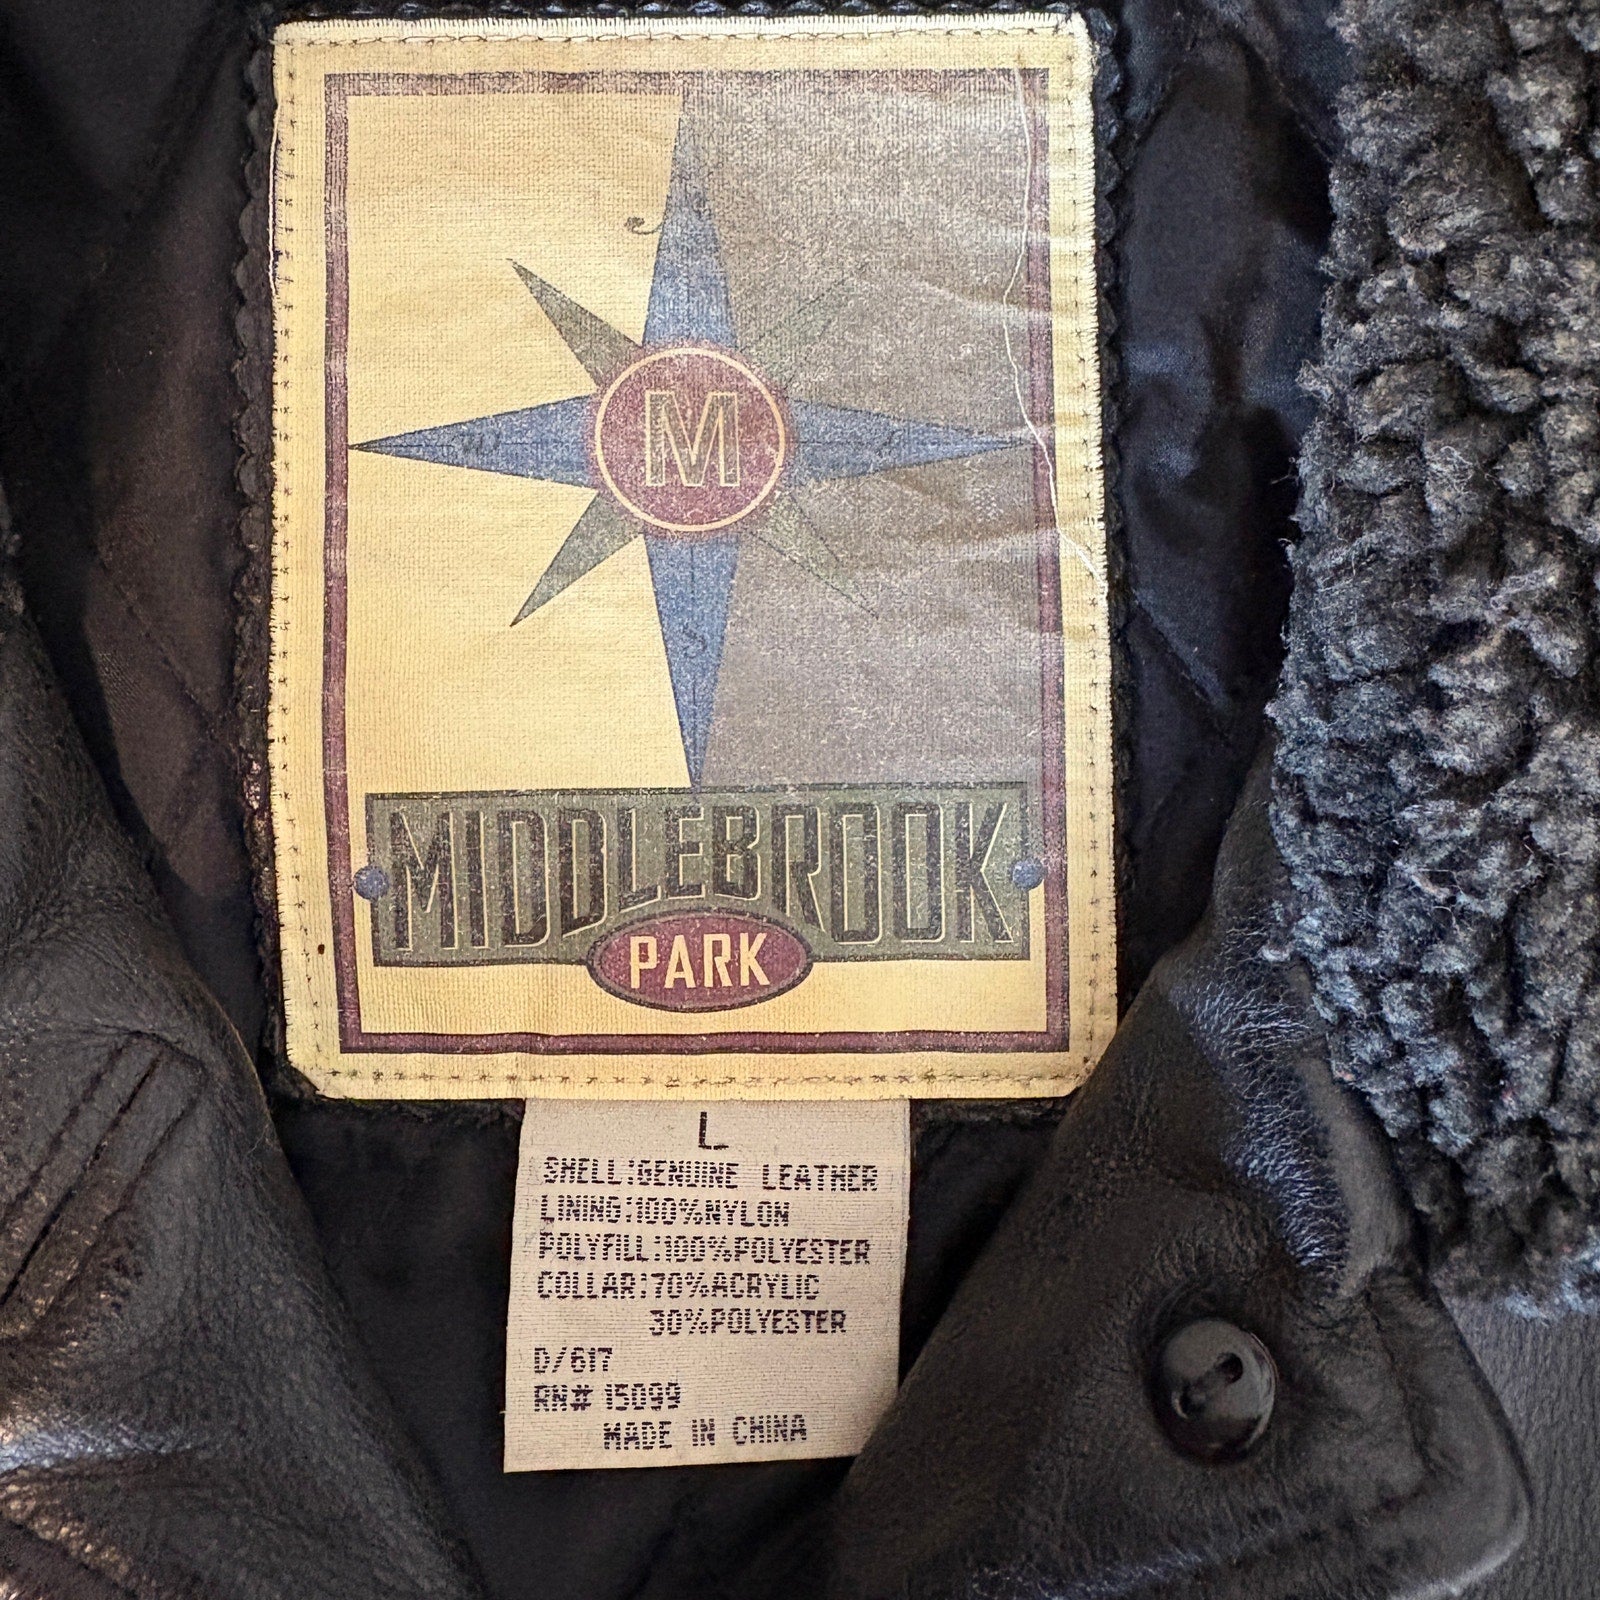 W
S
M
MIDDLEBROOK
PARK
L
SHELL:GENUINE LEATHER
LINING:100%NYLON
POLYFILL:100%POLYESTER
COLLAR:70%ACRYLIC
30%POLYESTER
D/617
RN# 15099
MADE IN CHINA